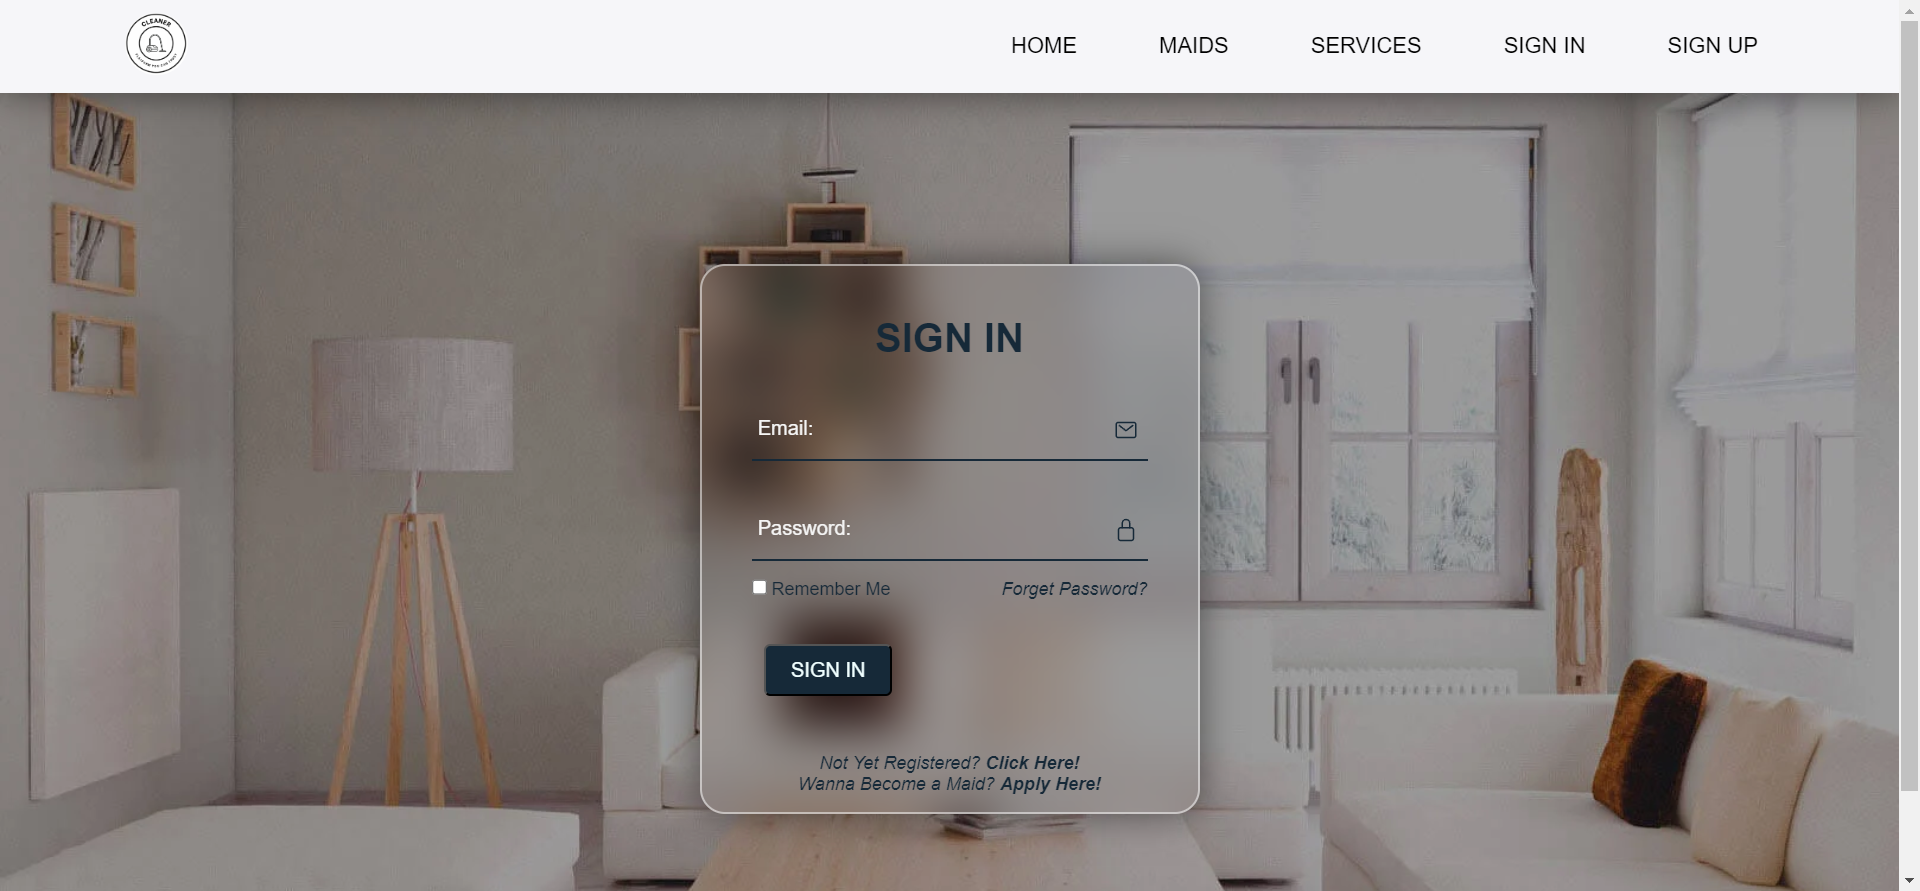 CLEANER
HOME MAIDS SERVICES SIGN IN SIGN UP
SIGN IN
Email:
Password:
Remember Me Forget Password?
SIGN IN
Not Yet Registered? Click Here!
Wanna Become a Maid? Apply Here!